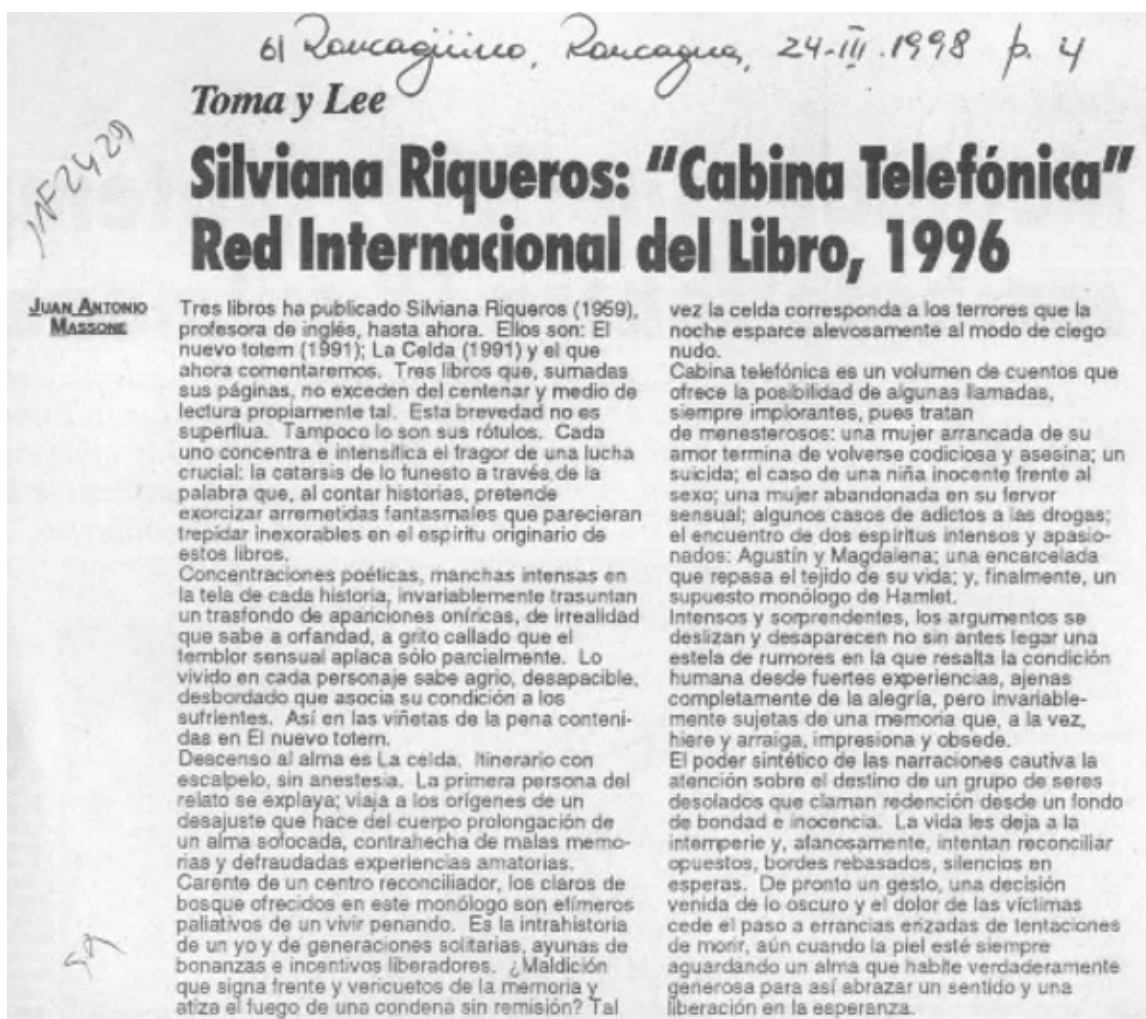 El Rancagüino, Rancagua, 24-III.1998 p. 4
Toma y Lee
Silviana Riqueros: “Cabina Telefónica”
Red Internacional del Libro, 1996
JUAN ANTONIO
MASSONE
Tres libros ha publicado Silviana Riqueros (1959),
profesora de inglés, hasta ahora. Ellos son: El
nuevo totem (1991); La Celda (1991) y el que
ahora comentaremos. Tres libros que, sumadas
sus páginas, no exceden del centenar y medio de
lectura propiamente tal. Esta brevedad no es
superflua. Tampoco lo son sus rótulos. Cada
uno concentra e intensifica el fragor de una lucha
crucial: la catarsis de lo funesto a través de la
palabra que, al contar historias, pretende
exorcizar arremetidas fantasmales que parecieran
trepidar inexorables en el espíritu originario de
estos libros.
Concentraciones poéticas, manchas intensas en
la tela de cada historia, invariablemente trasuntan
un trasfondo de apariciones oníricas, de irrealidad
que sabe a orfandad, a grito callado que el
temblor sensual aplaca sólo parcialmente. Lo
vivido en cada personaje sabe agrio, desapacible,
desbordado que asocia su condición a los
sufrientes. Así en las viñetas de la pena conteni-
das en El nuevo totem.
Descenso al alma es La celda. Itinerario con
escalpelo, sin anestesia. La primera persona del
relato se explaya; viaja a los orígenes de un
desajuste que hace del cuerpo prolongación de
un alma sofocada, contrahecha de malas memo-
rias y defraudadas experiencias amatorias.
Carente de un centro reconciliador, los claros de
bosque ofrecidos en este monólogo son efímeros
paliativos de un vivir penando. Es la intrahistoria
de un yo y de generaciones solitarias, ayunas de
bonanzas e incentivos liberadores. ¿Maldición
que signa frente y vericuetos de la memoria y
atiza el fuego de una condena sin remisión? Tal
vez la celda corresponda a los terrores que la
noche esparce alevosamente al modo de ciego
nudo.
Cabina telefónica es un volumen de cuentos que
ofrece la posibilidad de algunas llamadas,
siempre implorantes, pues tratan
de menesterosos: una mujer arrancada de su
amor termina de volverse codiciosa y asesina; un
suicida; el caso de una niña inocente frente al
sexo; una mujer abandonada en su fervor
sensual; algunos casos de adictos a las drogas;
el encuentro de dos espíritus intensos y apasio-
nados: Agustín y Magdalena; una encarcelada
que repasa el tejido de su vida; y, finalmente, un
supuesto monólogo de Hamlet.
Intensos y sorprendentes, los argumentos se
deslizan y desaparecen no sin antes legar una
estela de rumores en la que resalta la condición
humana desde fuertes experiencias, ajenas
completamente de la alegría, pero invariable-
mente sujetas de una memoria que, a la vez,
hiere y arraiga, impresiona y obsede.
El poder sintético de las narraciones cautiva la
atención sobre el destino de un grupo de seres
desolados que claman redención desde un fondo
de bondad e inocencia. La vida les deja a la
intemperie y, afanosamente, intentan reconciliar
opuestos, bordes rebasados, silencios en
esperas. De pronto un gesto, una decisión
venida de lo oscuro y el dolor de las víctimas
cede el paso a errancias erizadas de tentaciones
de morir, aún cuando la piel esté siempre
aguardando un alma que habite verdaderamente
generosa para así abrazar un sentido y una
liberación en la esperanza.